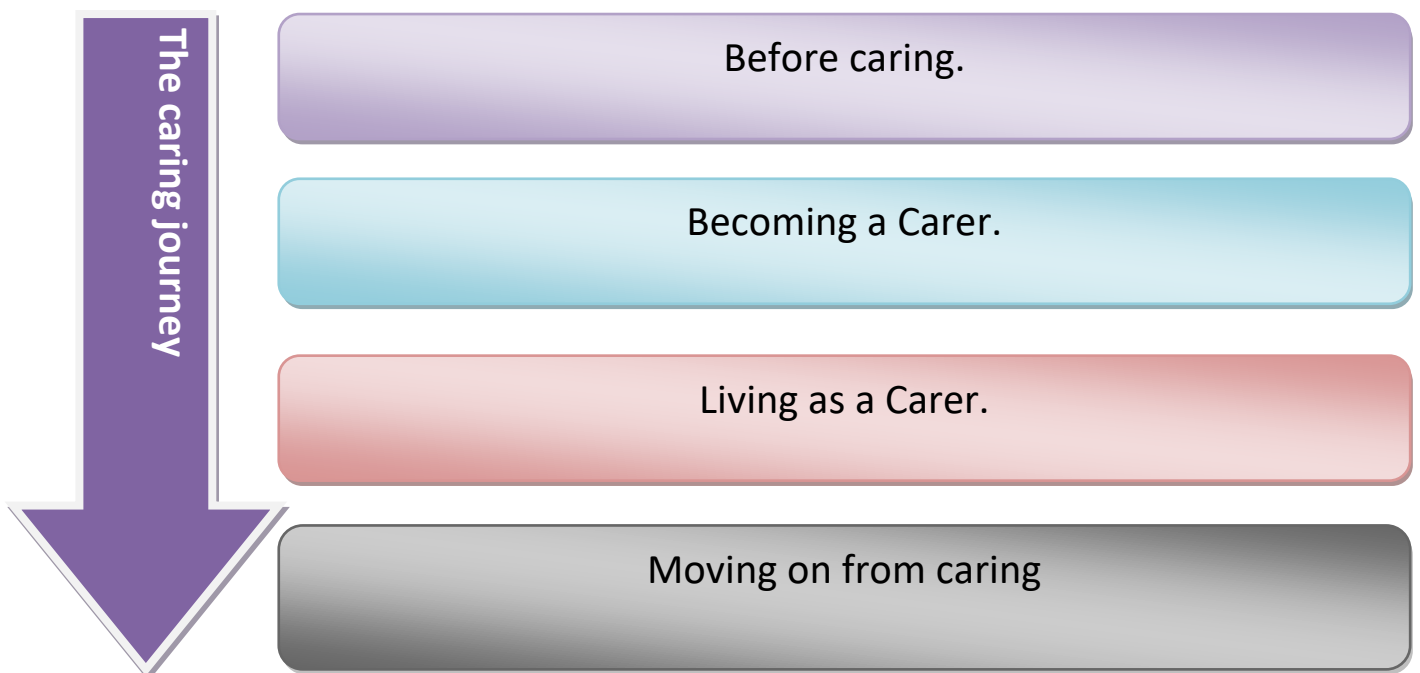 The caring journey
Before caring.
Becoming a Carer.
Living as a Carer.
Moving on from caring